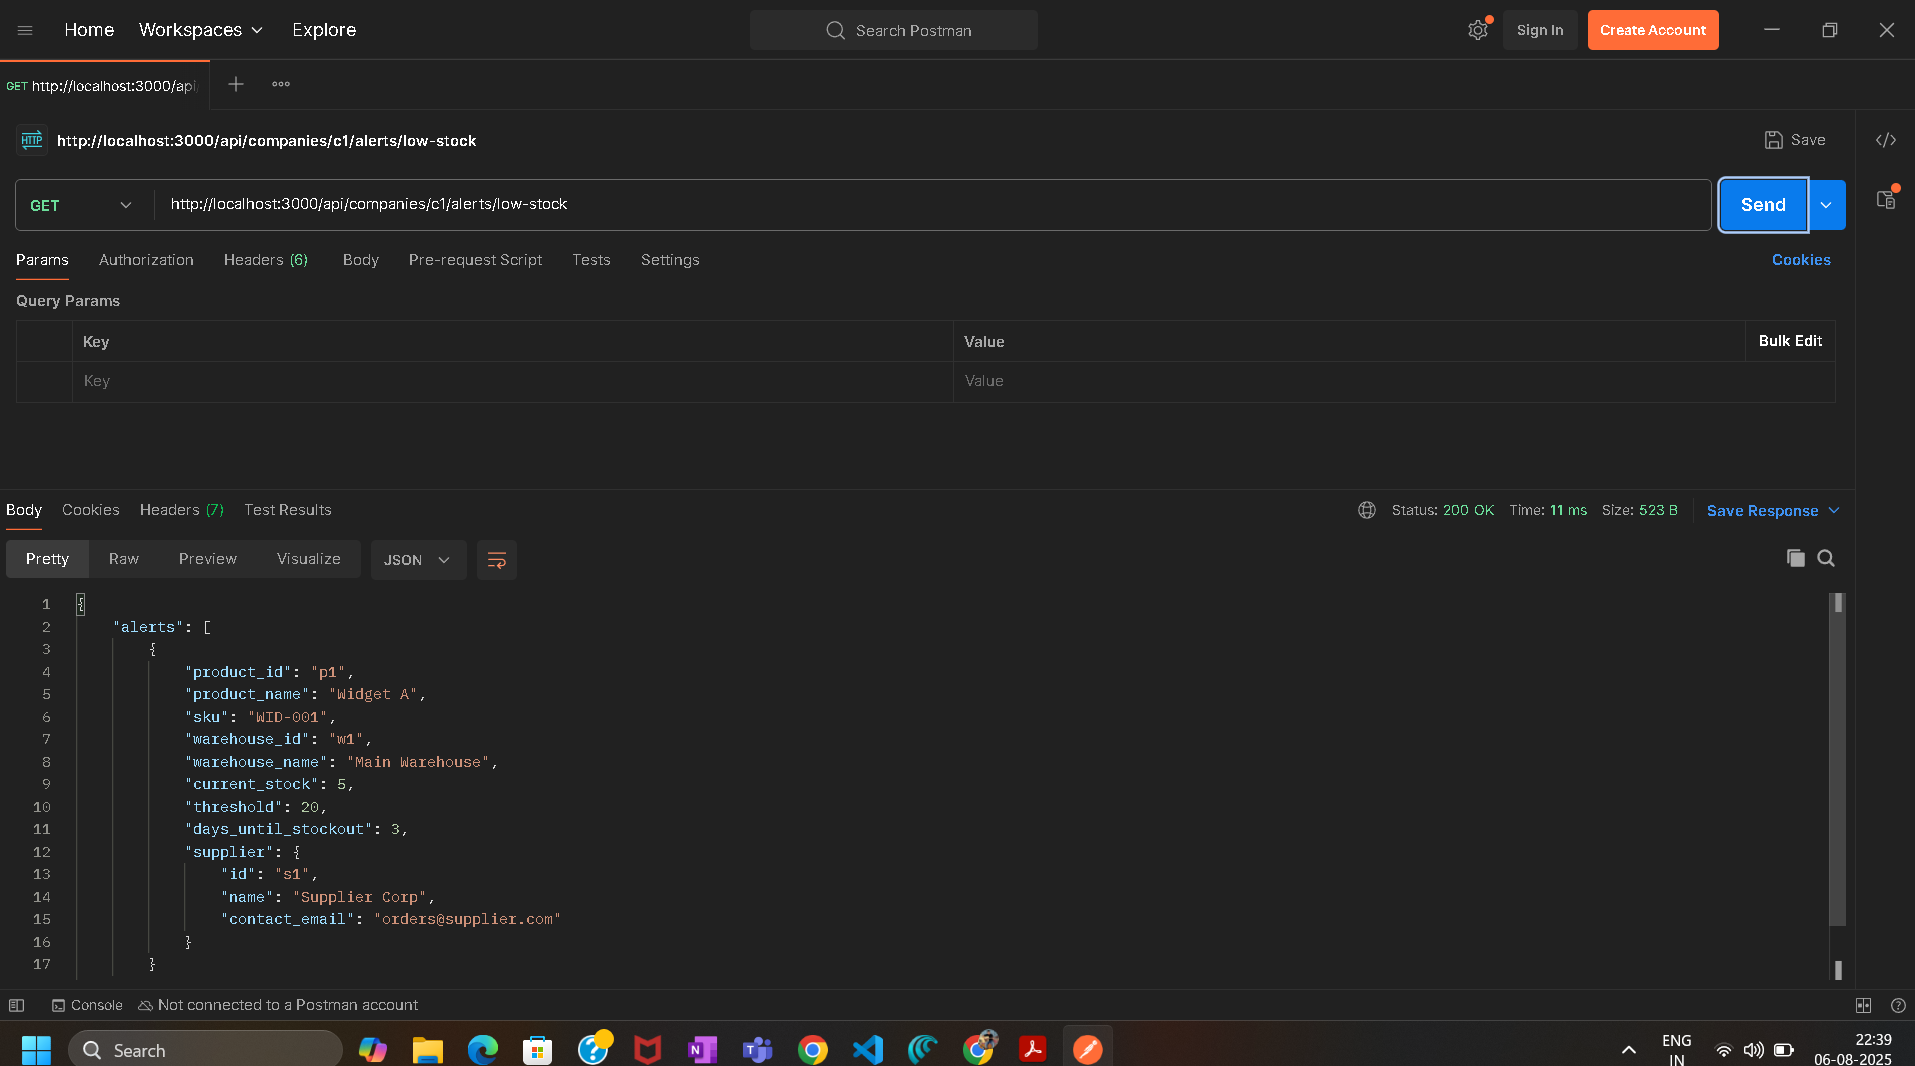 Home Workspaces Explore Search Postman Sign In Create Account
GET http://localhost:3000/api/
HTTP http://localhost:3000/api/companies/c1/alerts/low-stock Save
GET http://localhost:3000/api/companies/c1/alerts/low-stock Send
Params Authorization Headers (6) Body Pre-request Script Tests Settings Cookies
Query Params
Key Value Bulk Edit
Key Value
Body Cookies Headers (7) Test Results Status: 200 OK Time: 11 ms Size: 523 B Save Response
Pretty Raw Preview Visualize JSON
1 {
2 "alerts": [
3 {
4 "product_id": "p1",
5 "product_name": "Widget A",
6 "sku": "WID-001",
7 "warehouse_id": "w1",
8 "warehouse_name": "Main Warehouse",
9 "current_stock": 5,
10 "threshold": 20,
11 "days_until_stockout": 3,
12 "supplier": {
13 "id": "s1",
14 "name": "Supplier Corp",
15 "contact_email": "orders@supplier.com"
16 }
17 }
Console Not connected to a Postman account
Search ENG 22:39
IN 06-08-2025